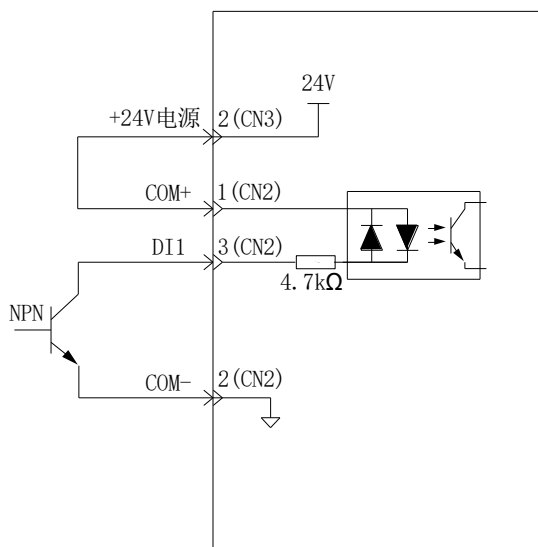 24V
+24V电源 2(CN3)
COM+ 1(CN2)
DI1 3(CN2)
4.7kΩ
NPN
COM- 2(CN2)